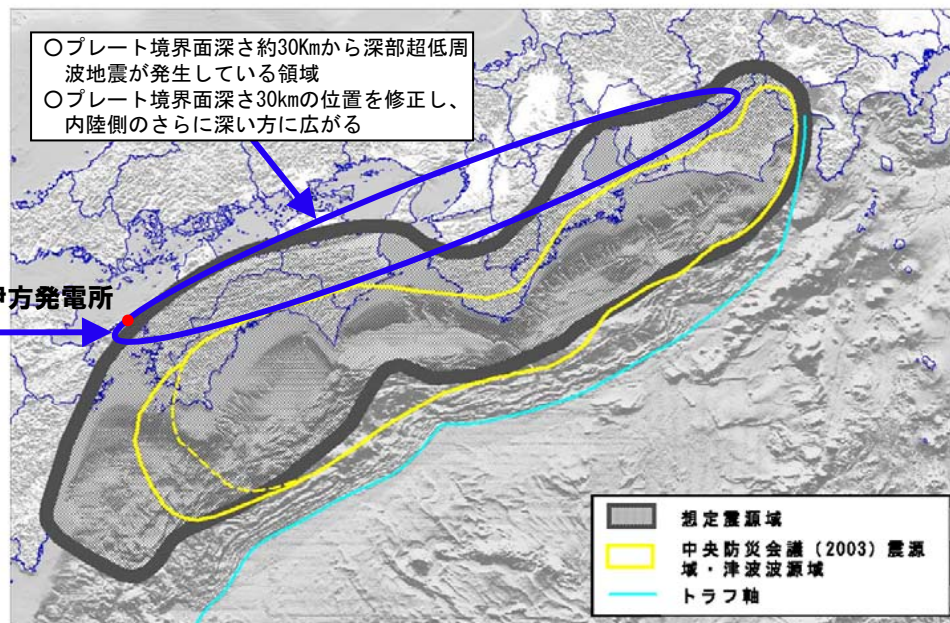 ○プレート境界面深さ約30Kmから深部超低周
波地震が発生している領域
○プレート境界面深さ30kmの位置を修正し、
内陸側のさらに深い方に広がる
伊方発電所
想定震源域
中央防災会議（2003）震源
域・津波波源域
トラフ軸